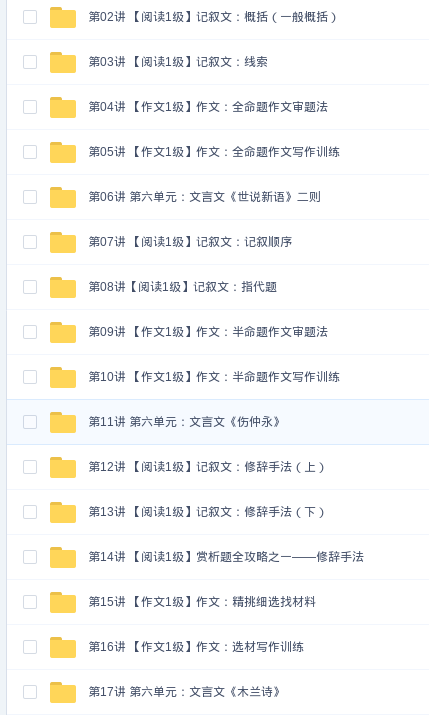 第02讲 【阅读1级】记叙文：概括（一般概括）
第03讲 【阅读1级】记叙文：线索
第04讲 【作文1级】作文：全命题作文审题法
第05讲 【作文1级】作文：全命题作文写作训练
第06讲 第六单元：文言文《世说新语》二则
第07讲 【阅读1级】记叙文：记叙顺序
第08讲【阅读1级】记叙文：指代题
第09讲 【作文1级】作文：半命题作文审题法
第10讲 【作文1级】作文：半命题作文写作训练
第11讲 第六单元：文言文《伤仲永》
第12讲 【阅读1级】记叙文：修辞手法（上）
第13讲 【阅读1级】记叙文：修辞手法（下）
第14讲 【阅读1级】赏析题全攻略之一——修辞手法
第15讲 【作文1级】作文：精挑细选找材料
第16讲 【作文1级】作文：选材写作训练
第17讲 第六单元：文言文《木兰诗》